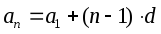 aₙ = a₁ + (n − 1) · d